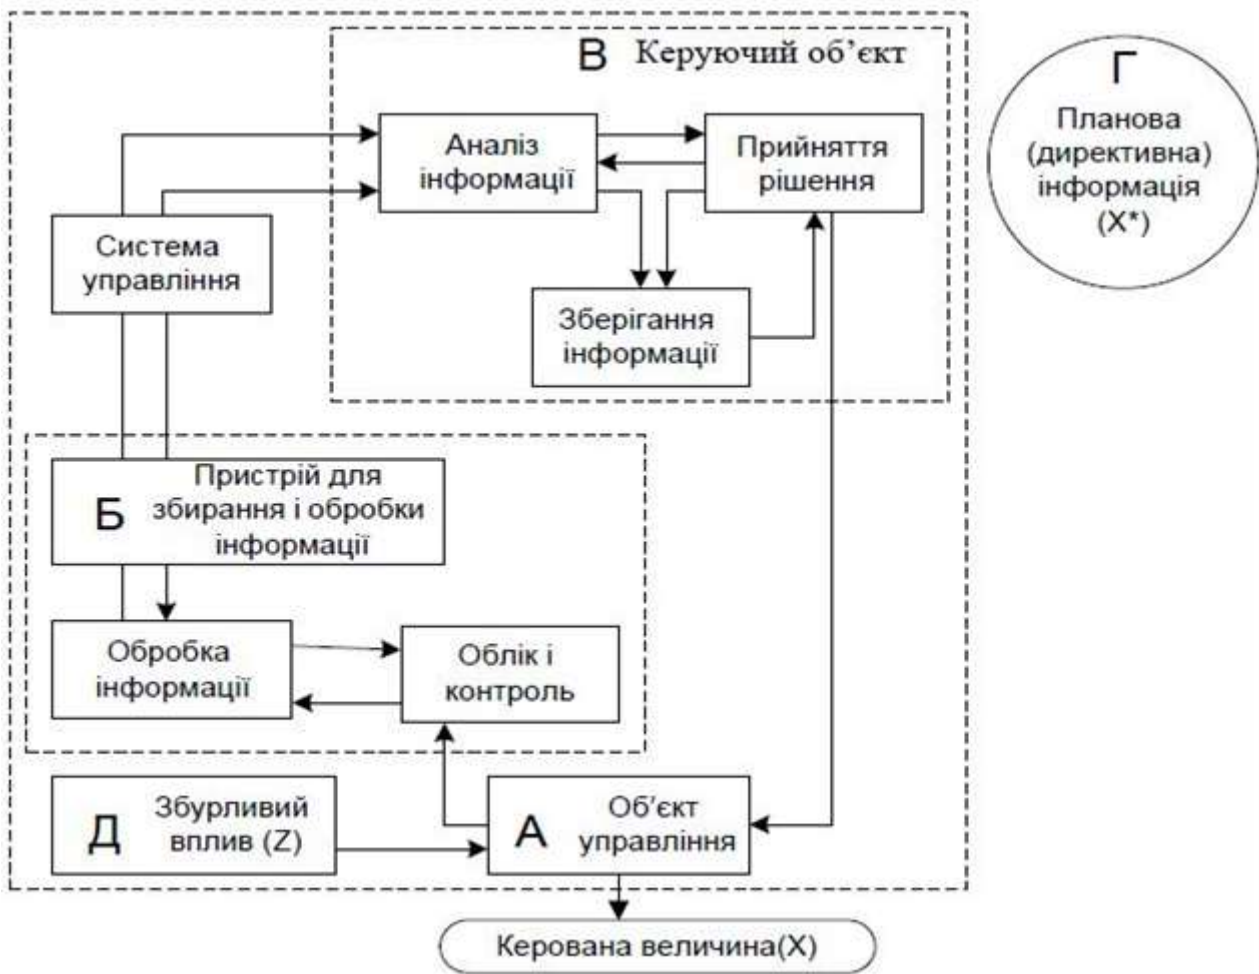 В Керуючий об’єкт
Г
Планова
(директивна)
інформація
(X*)
Аналіз
інформації
Прийняття
рішення
Система
управління
Зберігання
інформації
Б
Пристрій для
збирання і обробки
інформації
Обробка
інформації
Облік і
контроль
Д
Збурливий
вплив (Z)
А
Об’єкт
управління
Керована величина(X)